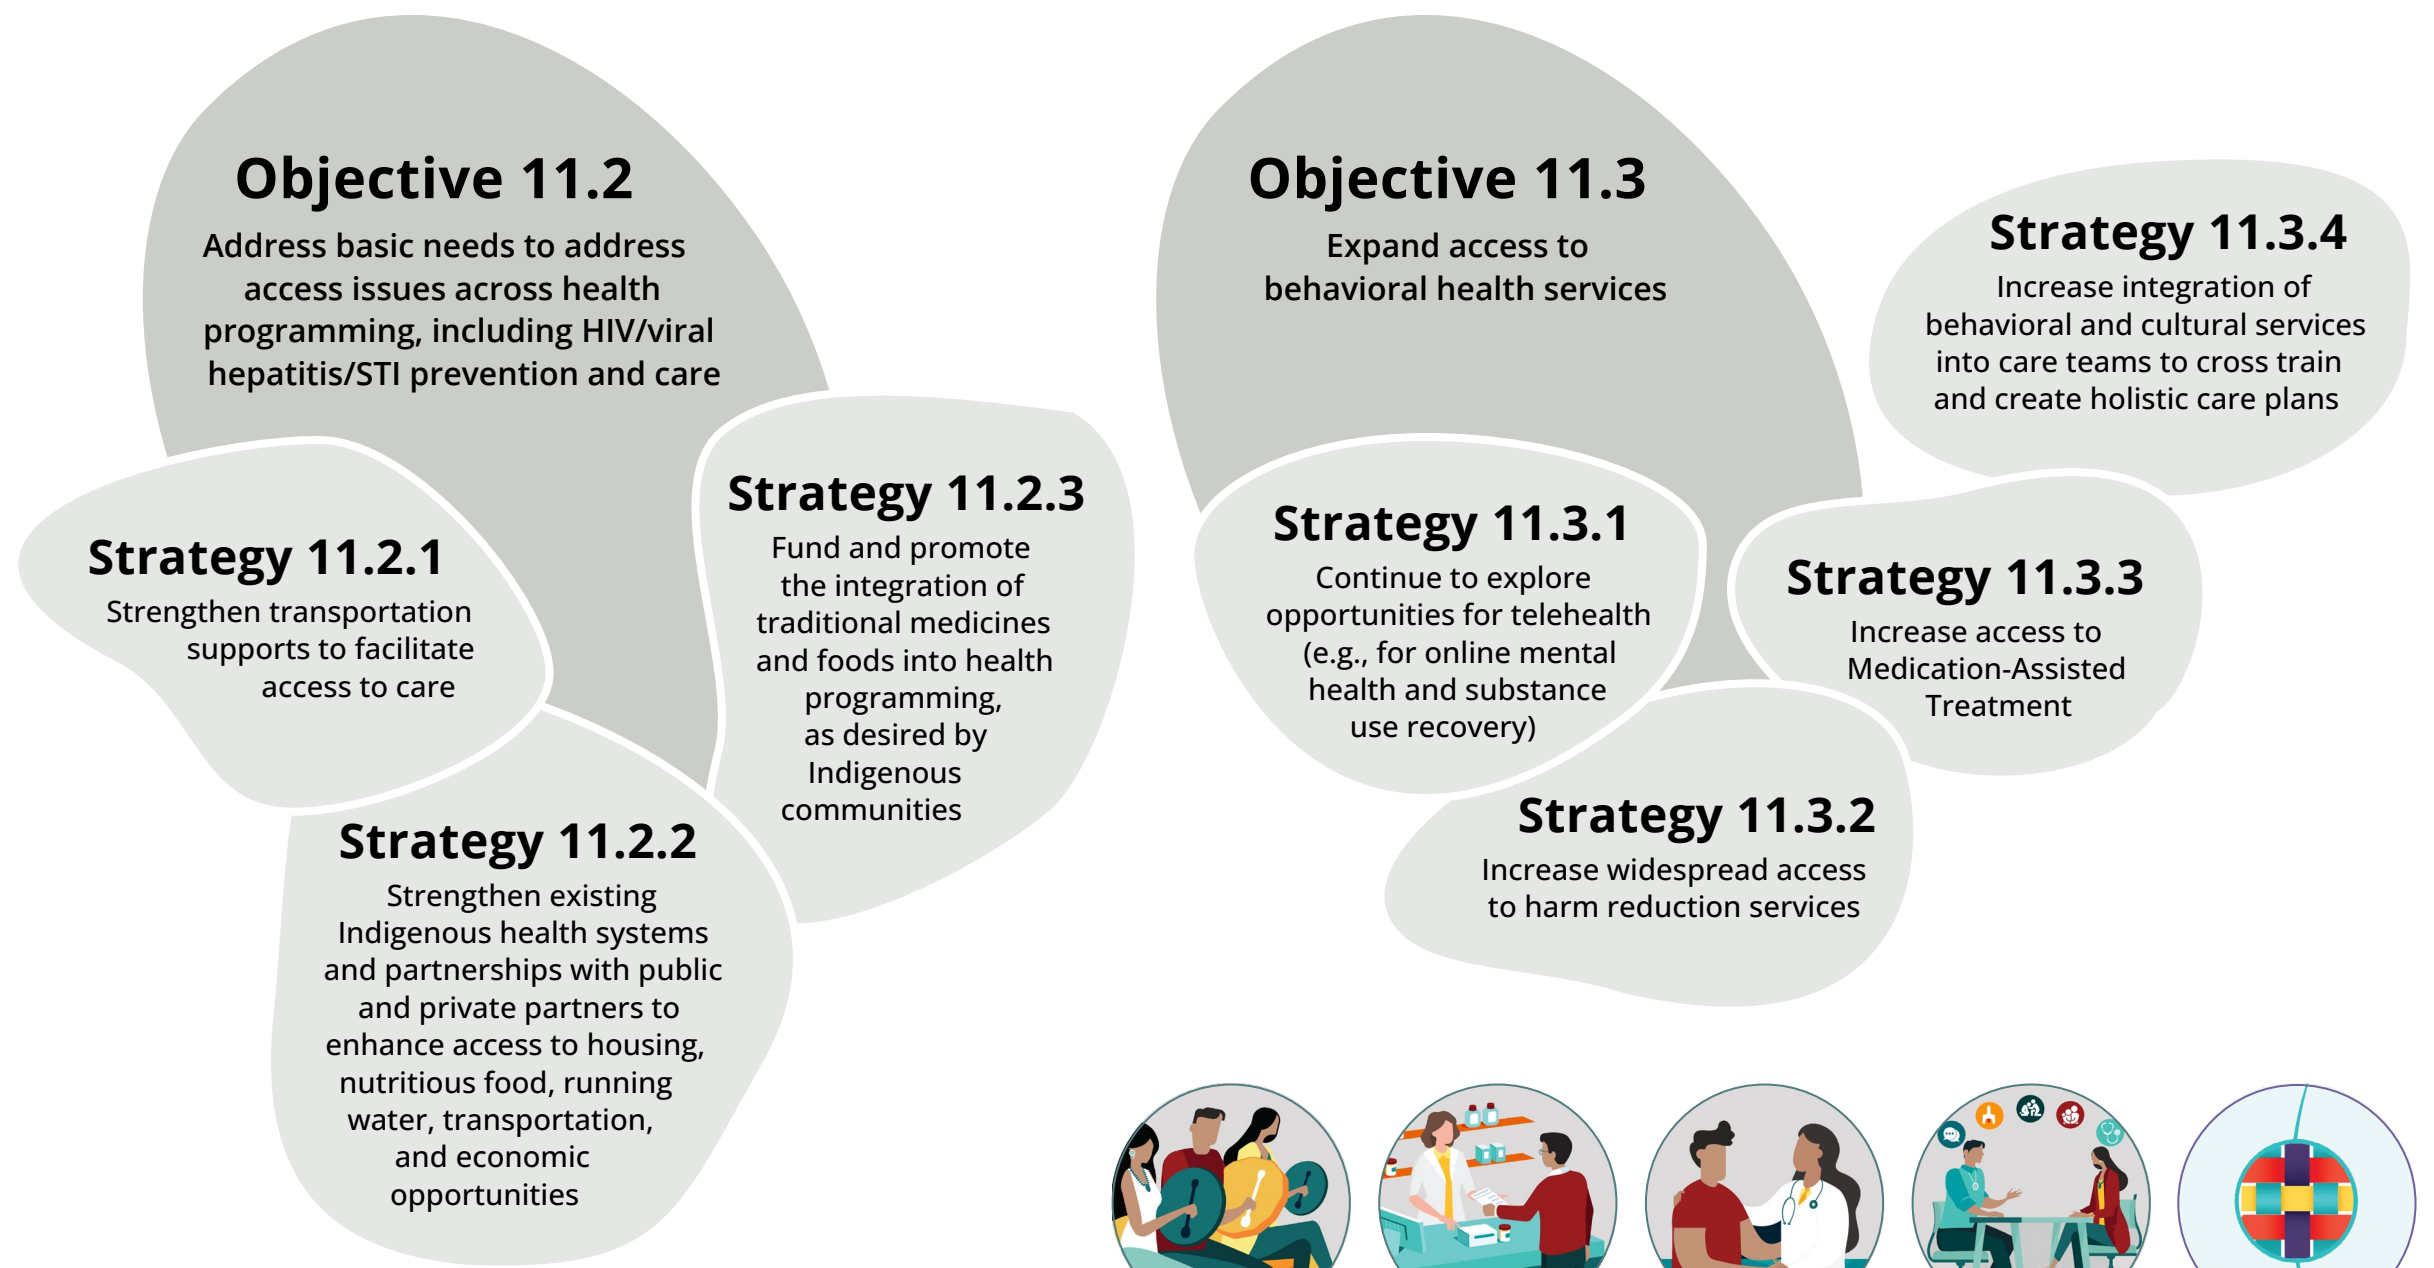 Objective 11.2
Address basic needs to address
access issues across health
programming, including HIV/viral
hepatitis/STI prevention and care
Strategy 11.2.1
Strengthen transportation
supports to facilitate
access to care
Strategy 11.2.2
Strengthen existing
Indigenous health systems
and partnerships with public
and private partners to
enhance access to housing,
nutritious food, running
water, transportation,
and economic
opportunities
Strategy 11.2.3
Fund and promote
the integration of
traditional medicines
and foods into health
programming,
as desired by
Indigenous
communities
Objective 11.3
Expand access to
behavioral health services
Strategy 11.3.1
Continue to explore
opportunities for telehealth
(e.g., for online mental
health and substance
use recovery)
Strategy 11.3.2
Increase widespread access
to harm reduction services
Strategy 11.3.3
Increase access to
Medication-Assisted
Treatment
Strategy 11.3.4
Increase integration of
behavioral and cultural services
into care teams to cross train
and create holistic care plans